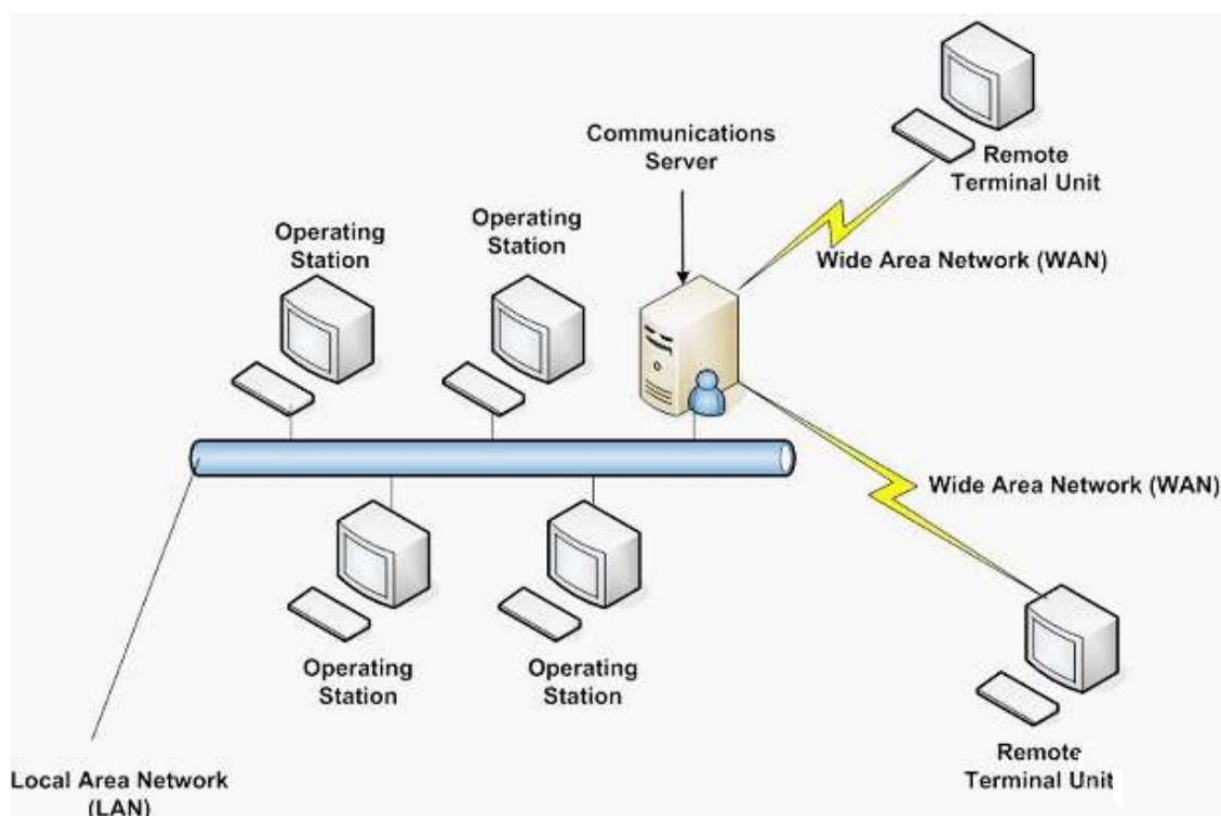 Communications
Server
Remote
Terminal Unit
Operating
Station
Operating
Station
Wide Area Network (WAN)
Wide Area Network (WAN)
Operating
Station
Operating
Station
Remote
Terminal Unit
Local Area Network
(LAN)